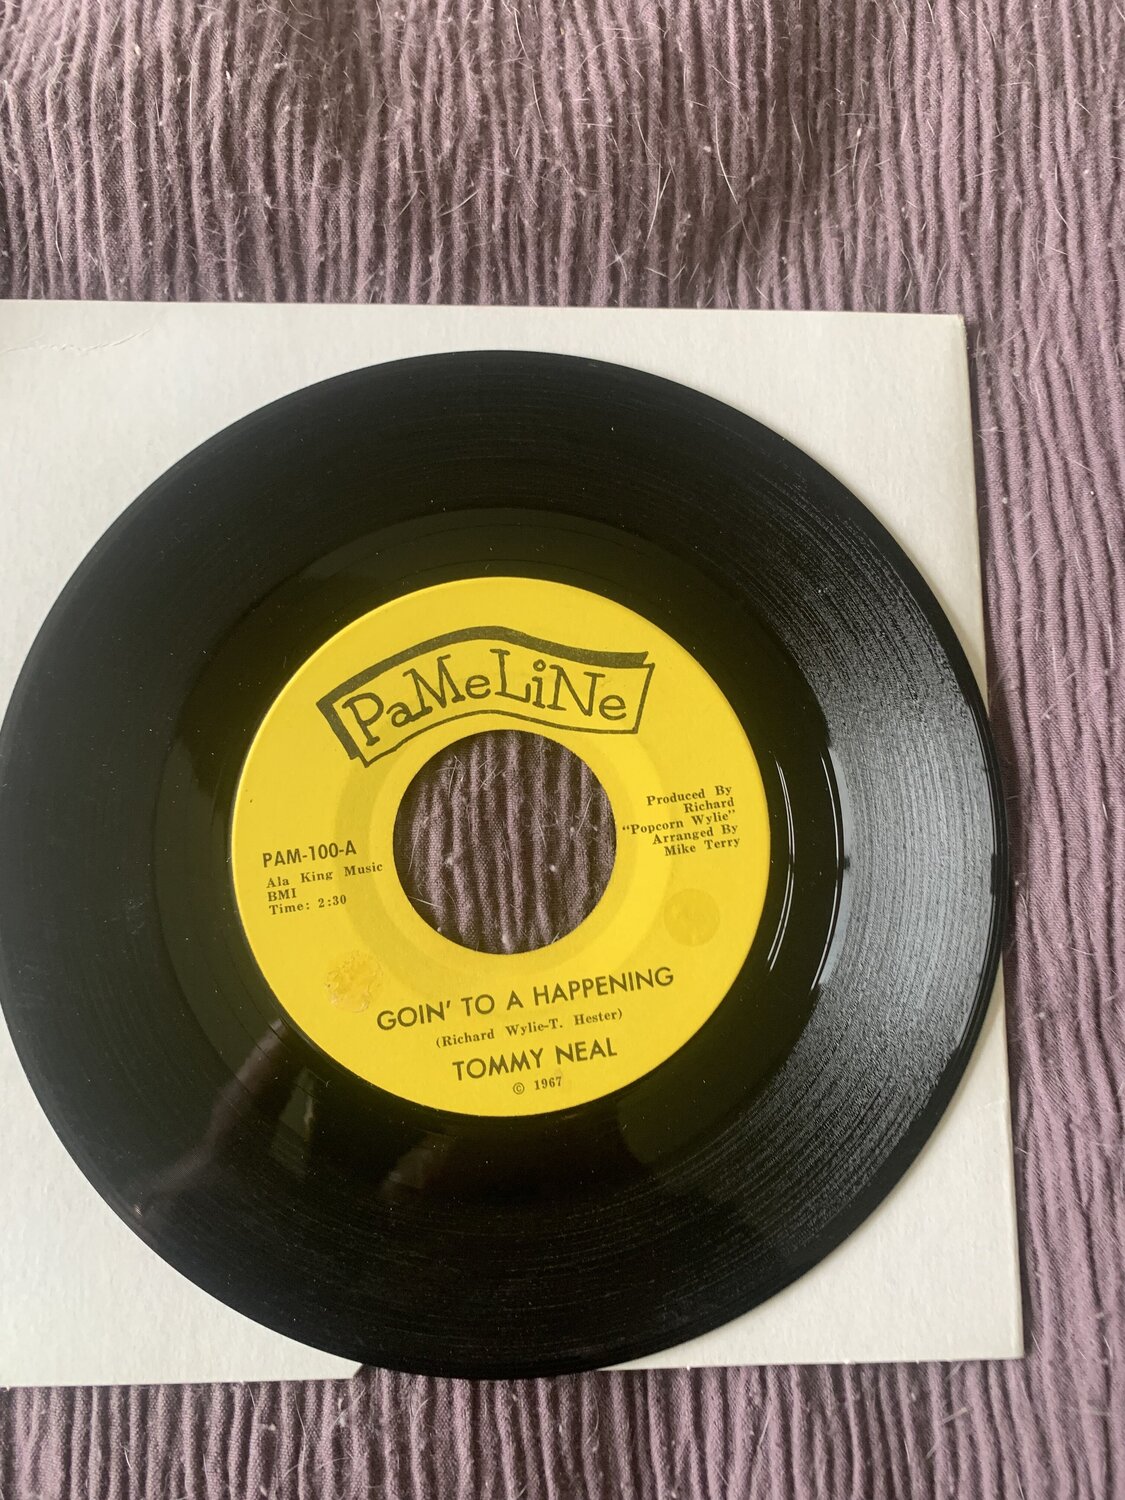 PaMeLiNe
PAM-100-A
Ala King Music
BMI
Time: 2:30
Produced By
Richard
"Popcorn Wylie"
Arranged By
Mike Terry
GOIN' TO A HAPPENING
(Richard Wylie-T. Hester)
TOMMY NEAL
© 1967